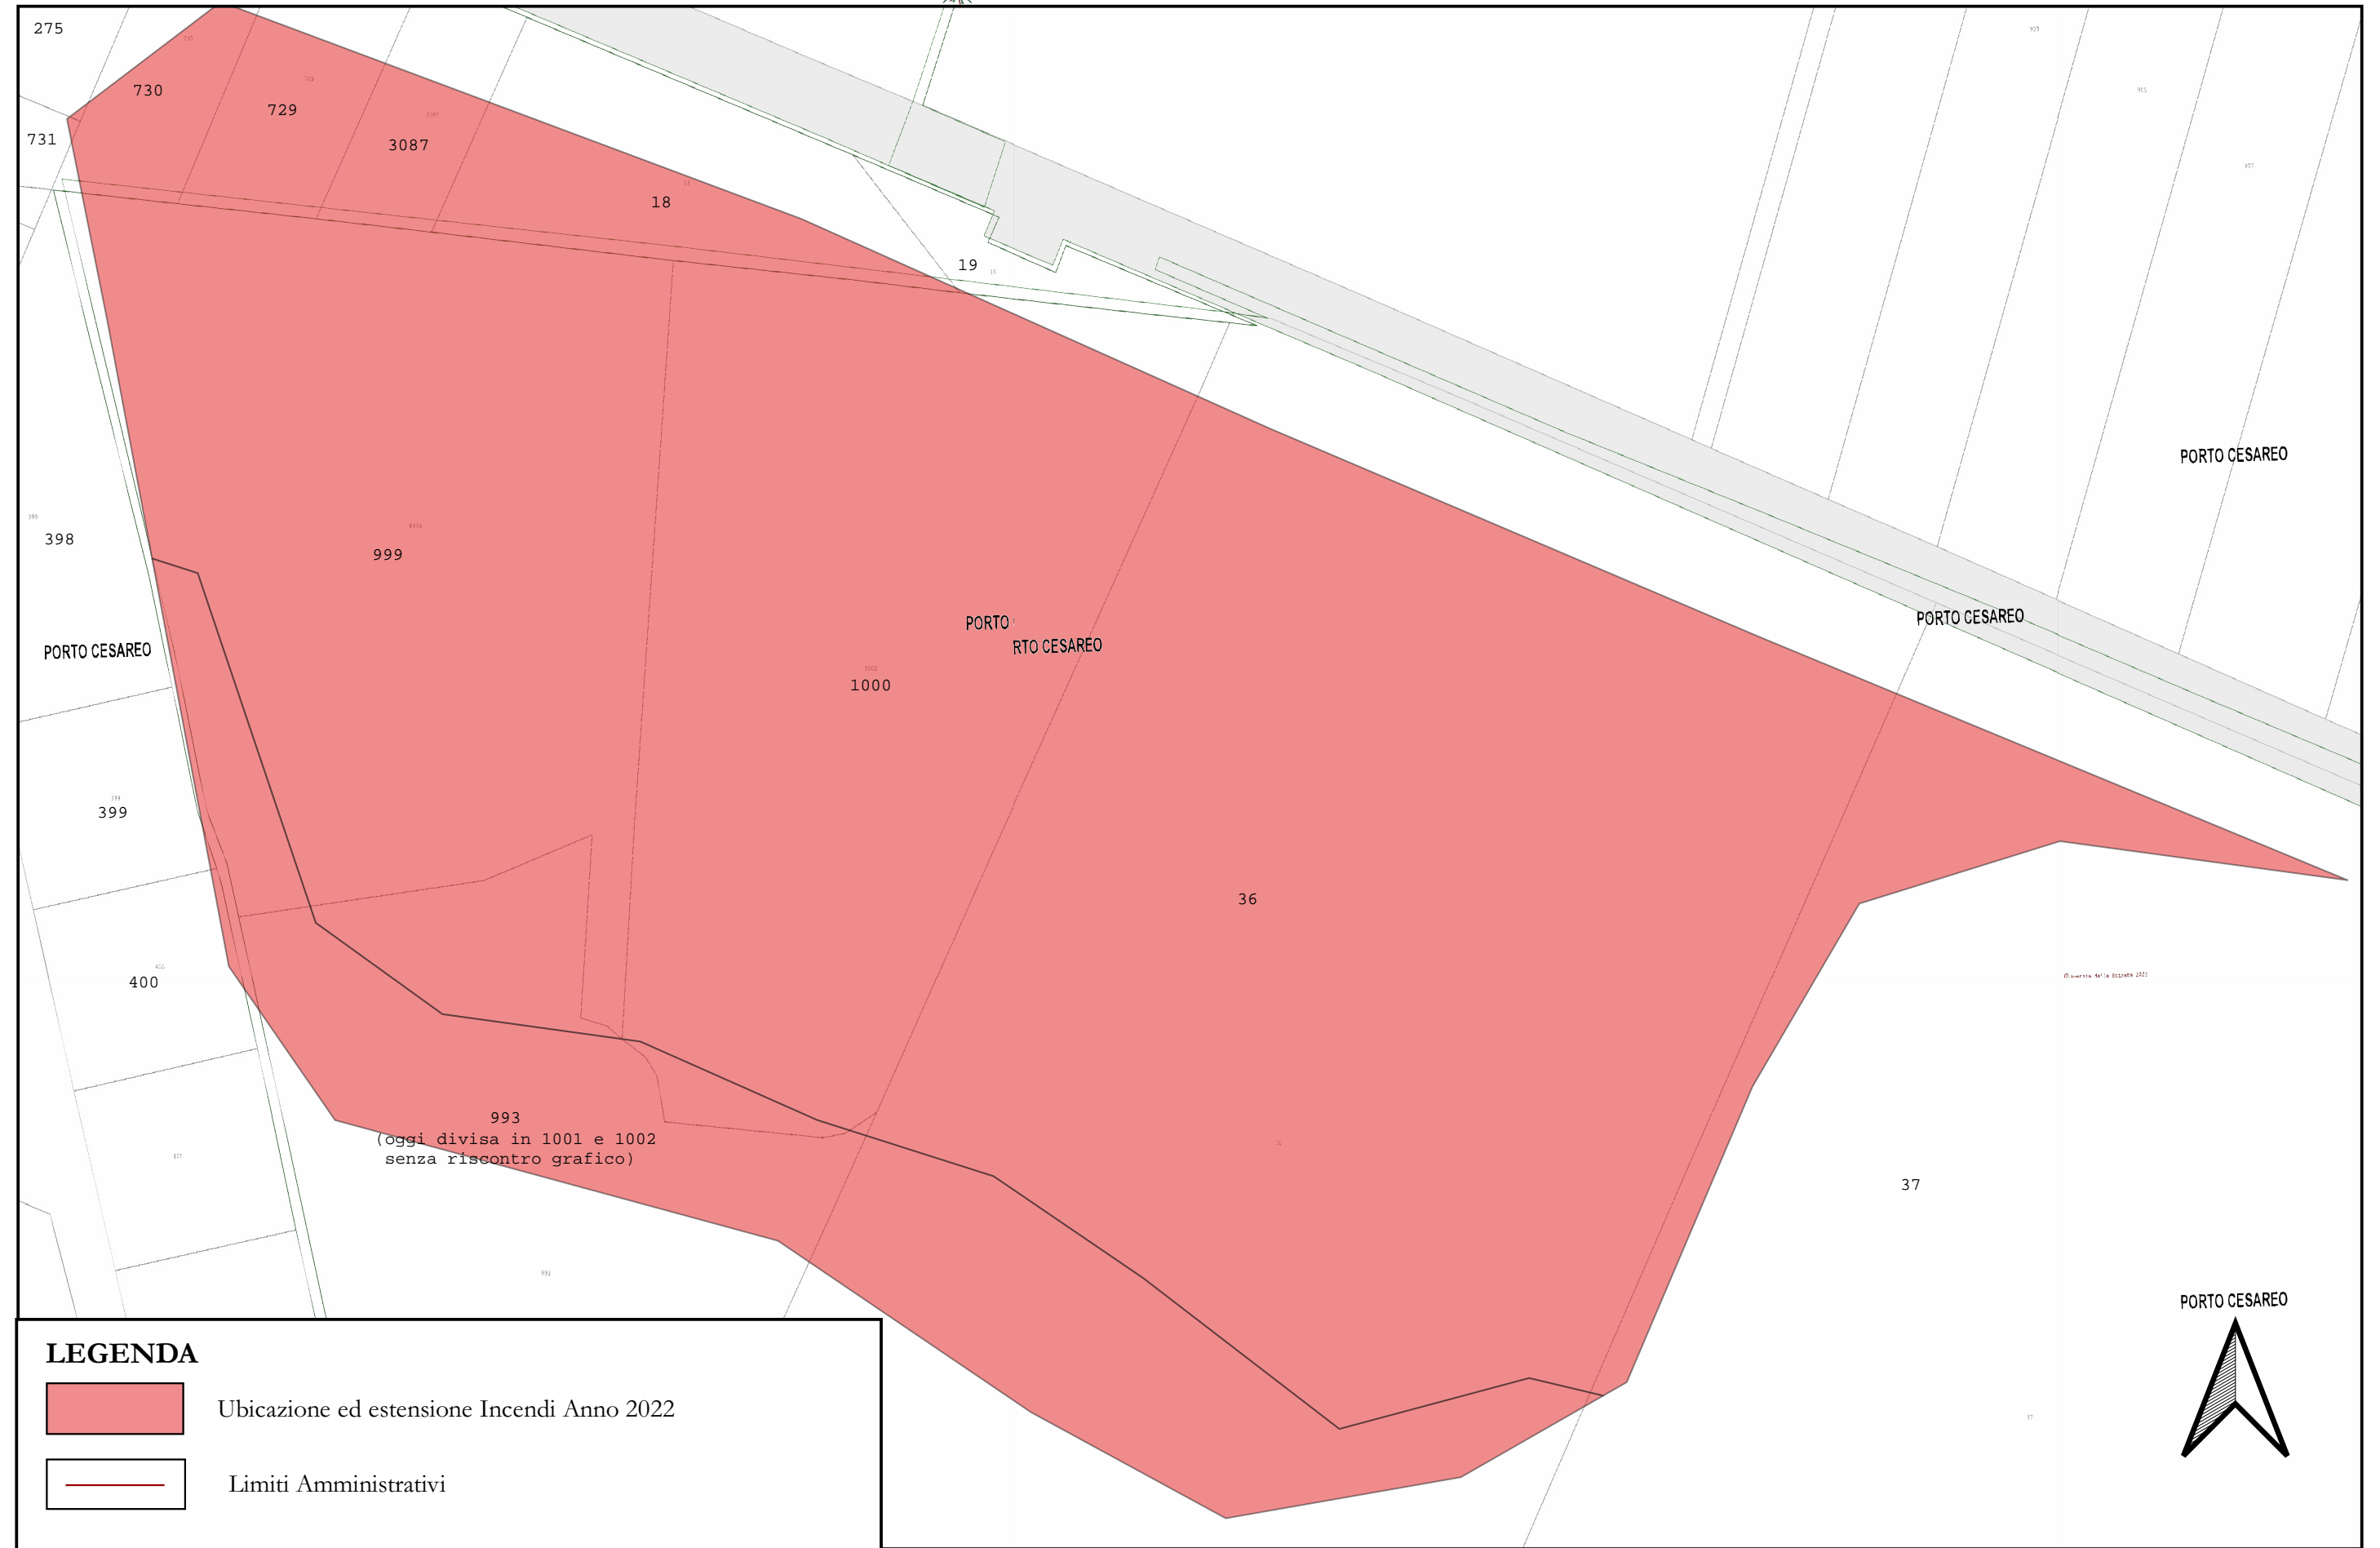 275
730
729
731
3087
18
19
PORTO CESAREO
398
999
PORTO CESAREO
PORTO
RTO CESAREO
PORTO CESAREO
1000
399
36
400
993
(oggi divisa in 1001 e 1002
senza riscontro grafico)
37
PORTO CESAREO
LEGENDA
Ubicazione ed estensione Incendi Anno 2022
Limiti Amministrativi